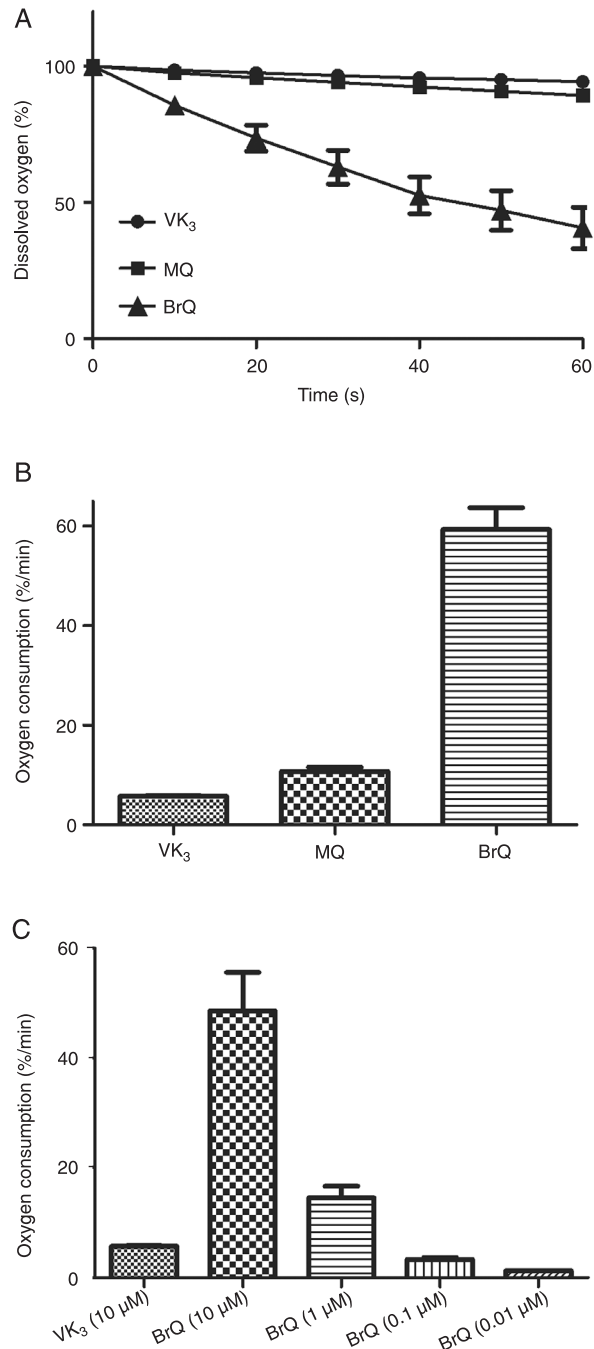 A
Dissolved oxygen (%)
100
50
0
VK₃
MQ
BrQ
0 20 40 60
Time (s)
B
Oxygen consumption (%/min)
60
40
20
0
VK₃ MQ BrQ
C
Oxygen consumption (%/min)
60
40
20
0
VK₃ (10 µM) BrQ (10 µM) BrQ (1 µM) BrQ (0.1 µM) BrQ (0.01 µM)